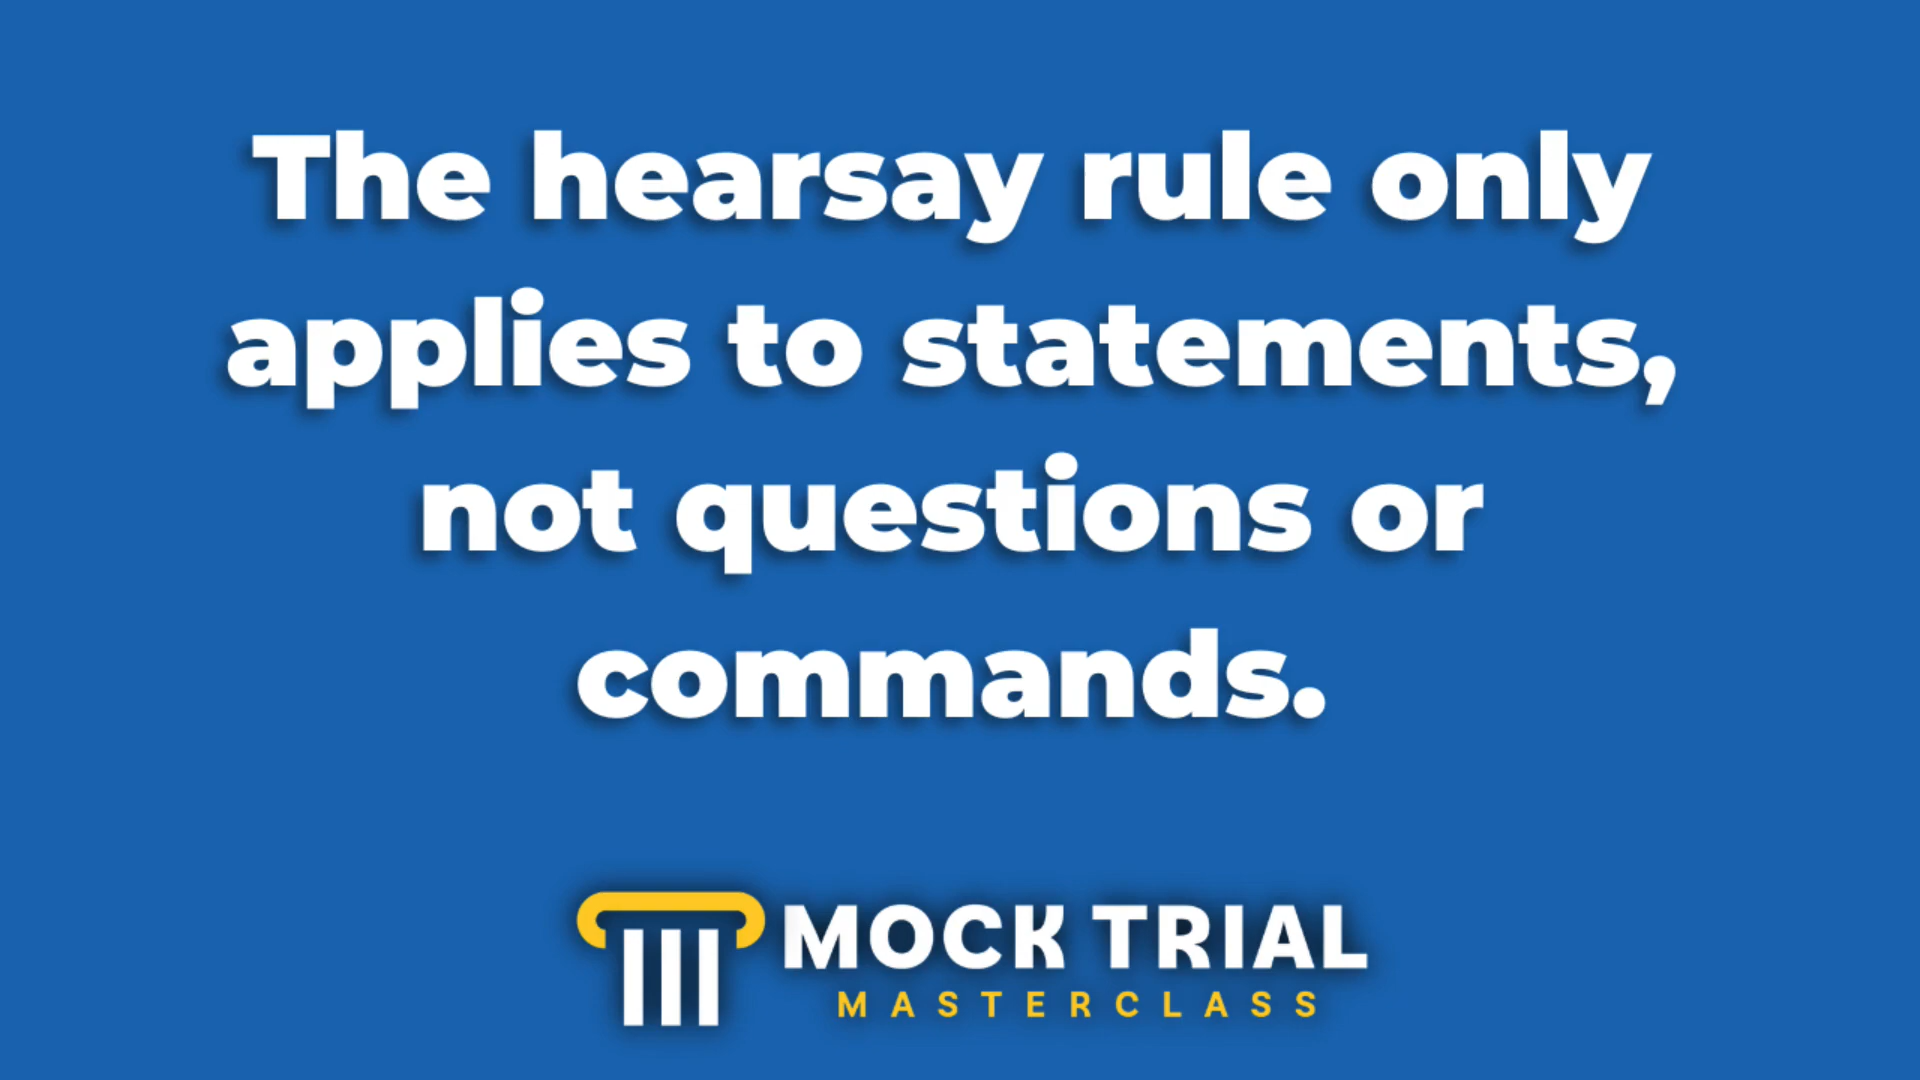 The hearsay rule only
applies to statements,
not questions or
commands.
MOCK TRIAL
MASTERCLASS